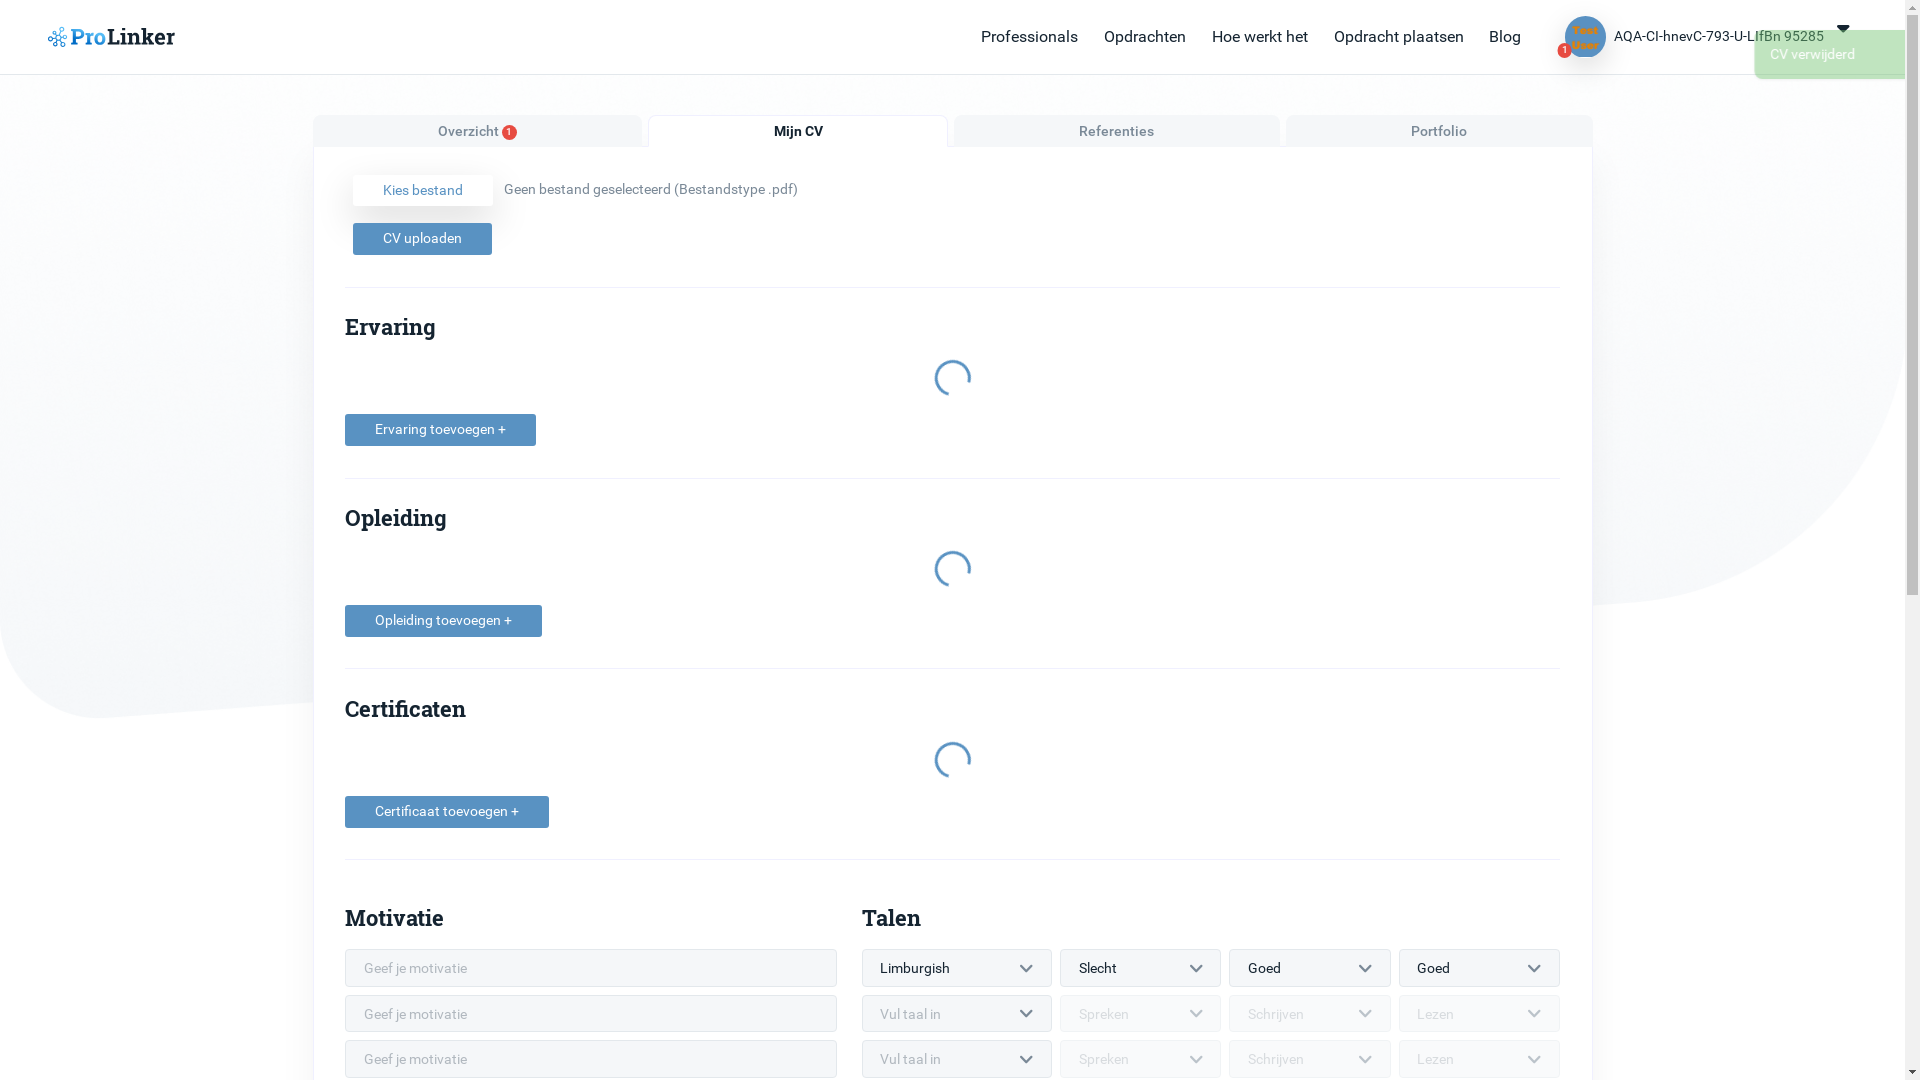 ProLinker
Professionals Opdrachten Hoe werkt het Opdracht plaatsen Blog
Test
User
1
AQA-CI-hnevC-793-U-LIfBn 95285
CV verwijderd
Overzicht 1
Mijn CV
Referenties
Portfolio
Kies bestand Geen bestand geselecteerd (Bestandstype .pdf)
CV uploaden
Ervaring
Ervaring toevoegen +
Opleiding
Opleiding toevoegen +
Certificaten
Certificaat toevoegen +
Motivatie
Geef je motivatie
Geef je motivatie
Geef je motivatie
Talen
Limburgish Slecht Goed Goed
Vul taal in Spreken Schrijven Lezen
Vul taal in Spreken Schrijven Lezen